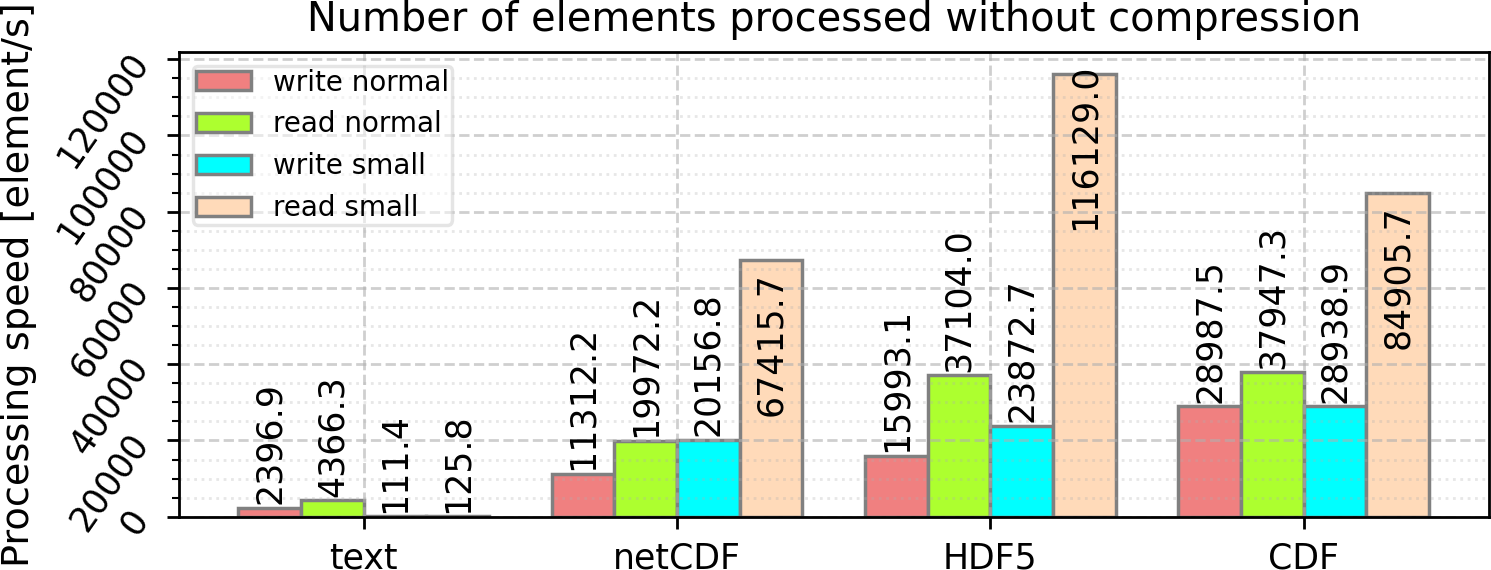 Number of elements processed without compression
Processing speed [element/s]
120000
100000
80000
60000
40000
20000
0
write normal
read normal
write small
read small
2396.9
4366.3
111.4
125.8
11312.2
19972.2
20156.8
67415.7
15993.1
37104.0
23872.7
116129.0
28987.5
37947.3
28938.9
84905.7
text
netCDF
HDF5
CDF